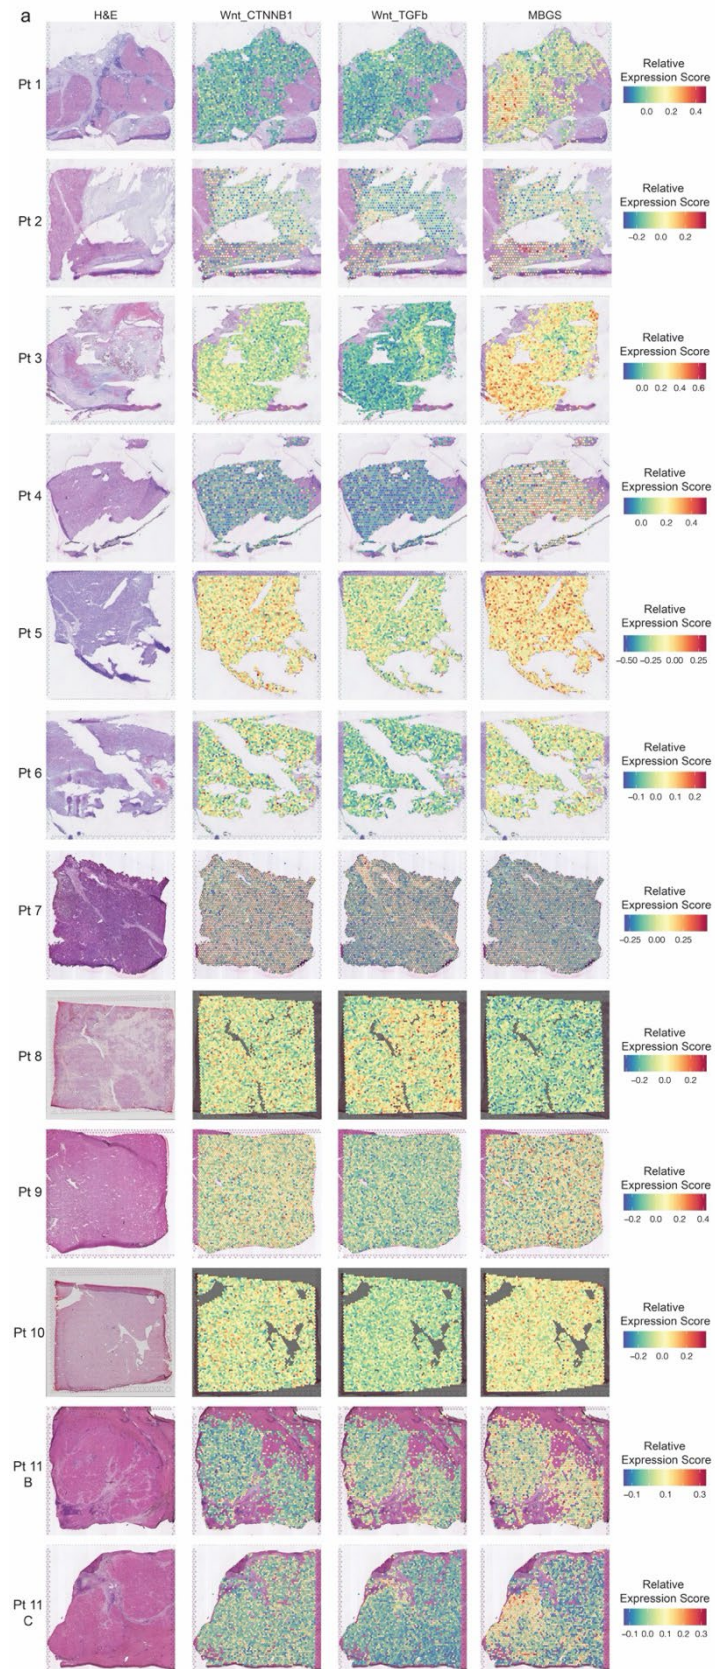 a
H&E Wnt_CTNNB1 Wnt_TGFb MBGS
Pt 1
Relative
Expression Score
0.0 0.2 0.4
Pt 2
Relative
Expression Score
−0.2 0.0 0.2
Pt 3
Relative
Expression Score
0.0 0.2 0.4 0.6
Pt 4
Relative
Expression Score
0.0 0.2 0.4
Pt 5
Relative
Expression Score
−0.50 −0.25 0.00 0.25
Pt 6
Relative
Expression Score
−0.1 0.0 0.1 0.2
Pt 7
Relative
Expression Score
−0.25 0.00 0.25
Pt 8
Relative
Expression Score
−0.2 0.0 0.2
Pt 9
Relative
Expression Score
−0.2 0.0 0.2 0.4
Pt 10
Relative
Expression Score
−0.2 0.0 0.2
Pt 11
B
Relative
Expression Score
−0.1 0.1 0.3
Pt 11
C
Relative
Expression Score
−0.1 0.0 0.1 0.2 0.3